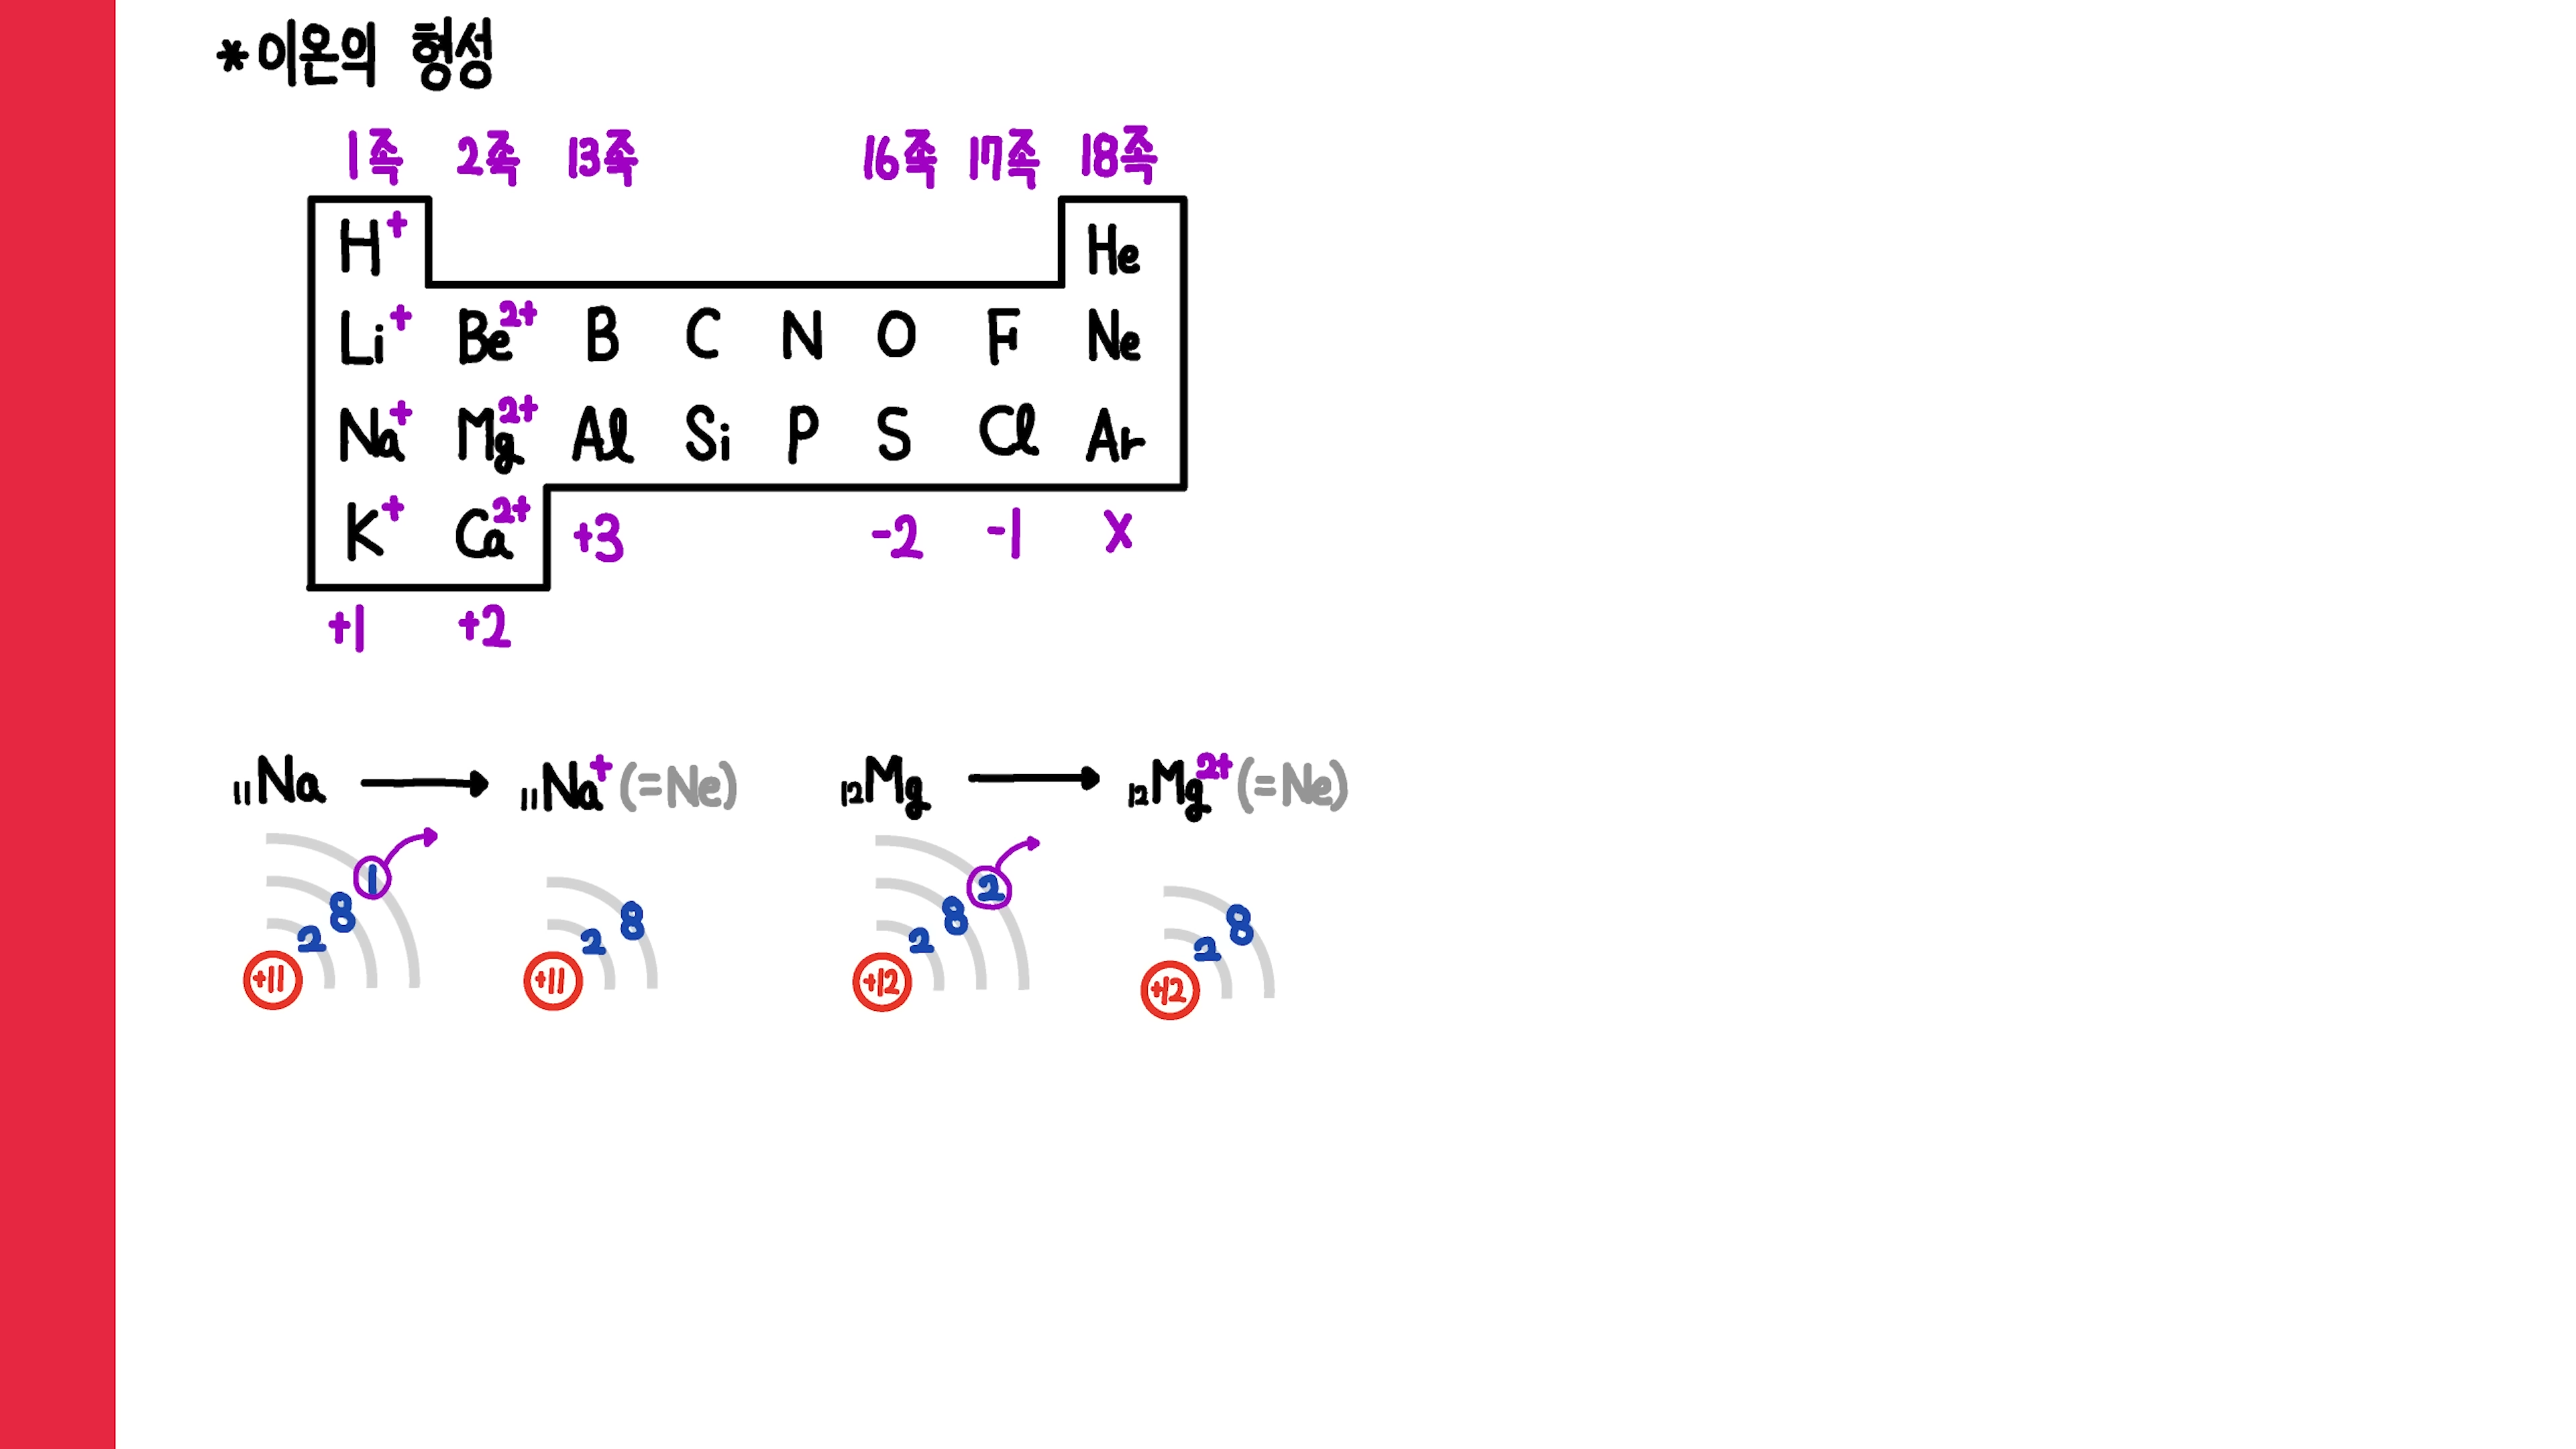 *이온의 형성
1족 2족 13족 16족 17족 18족
H⁺ He
Li⁺ Be²⁺ B C N O F Ne
Na⁺ Mg²⁺ Al Si P S Cl Ar
K⁺ Ca²⁺ +3 -2 -1 X
+1 +2
₁₁Na → ₁₁Na⁺(=Ne) ₁₂Mg → ₁₂Mg²⁺(=Ne)
+11 2 8 1 +11 2 8 +12 2 8 2 +12 2 8